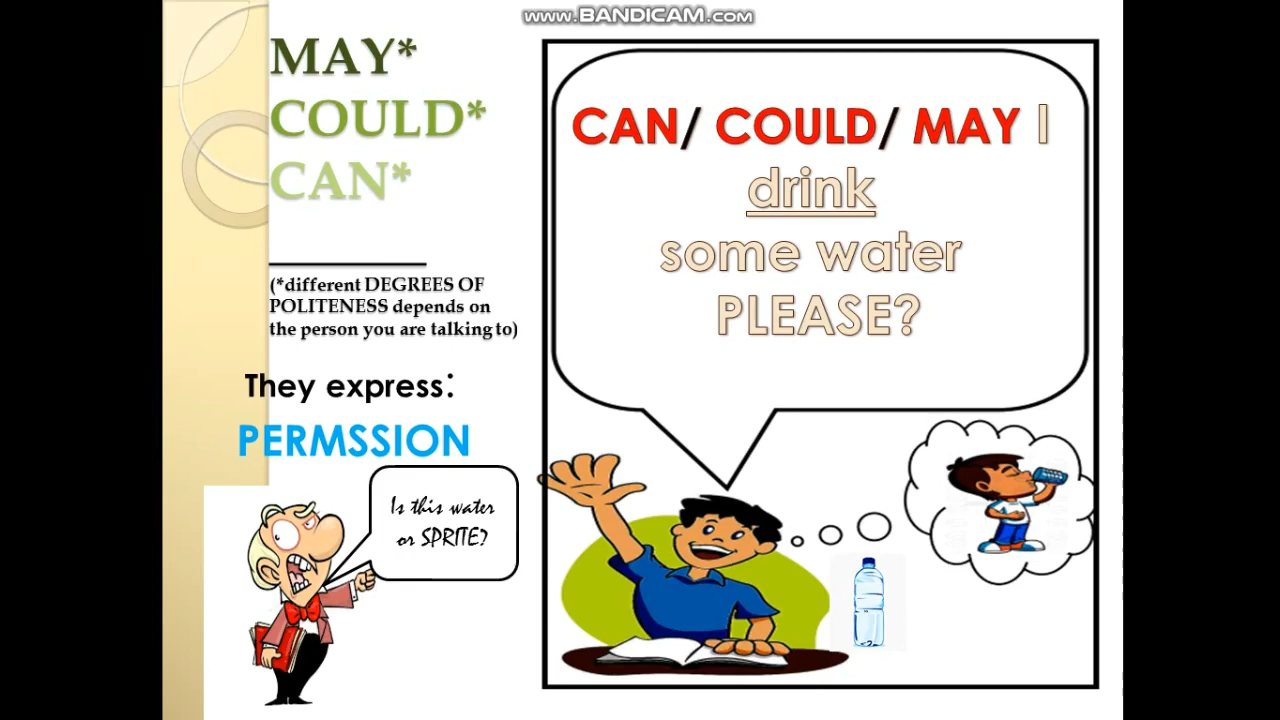 www.BANDICAM.com
MAY*
COULD*
CAN*
(*different DEGREES OF
POLITENESS depends on
the person you are talking to)
They express:
PERMSSION
Is this water
or SPRITE?
CAN/ COULD/ MAY I
drink
some water
PLEASE?